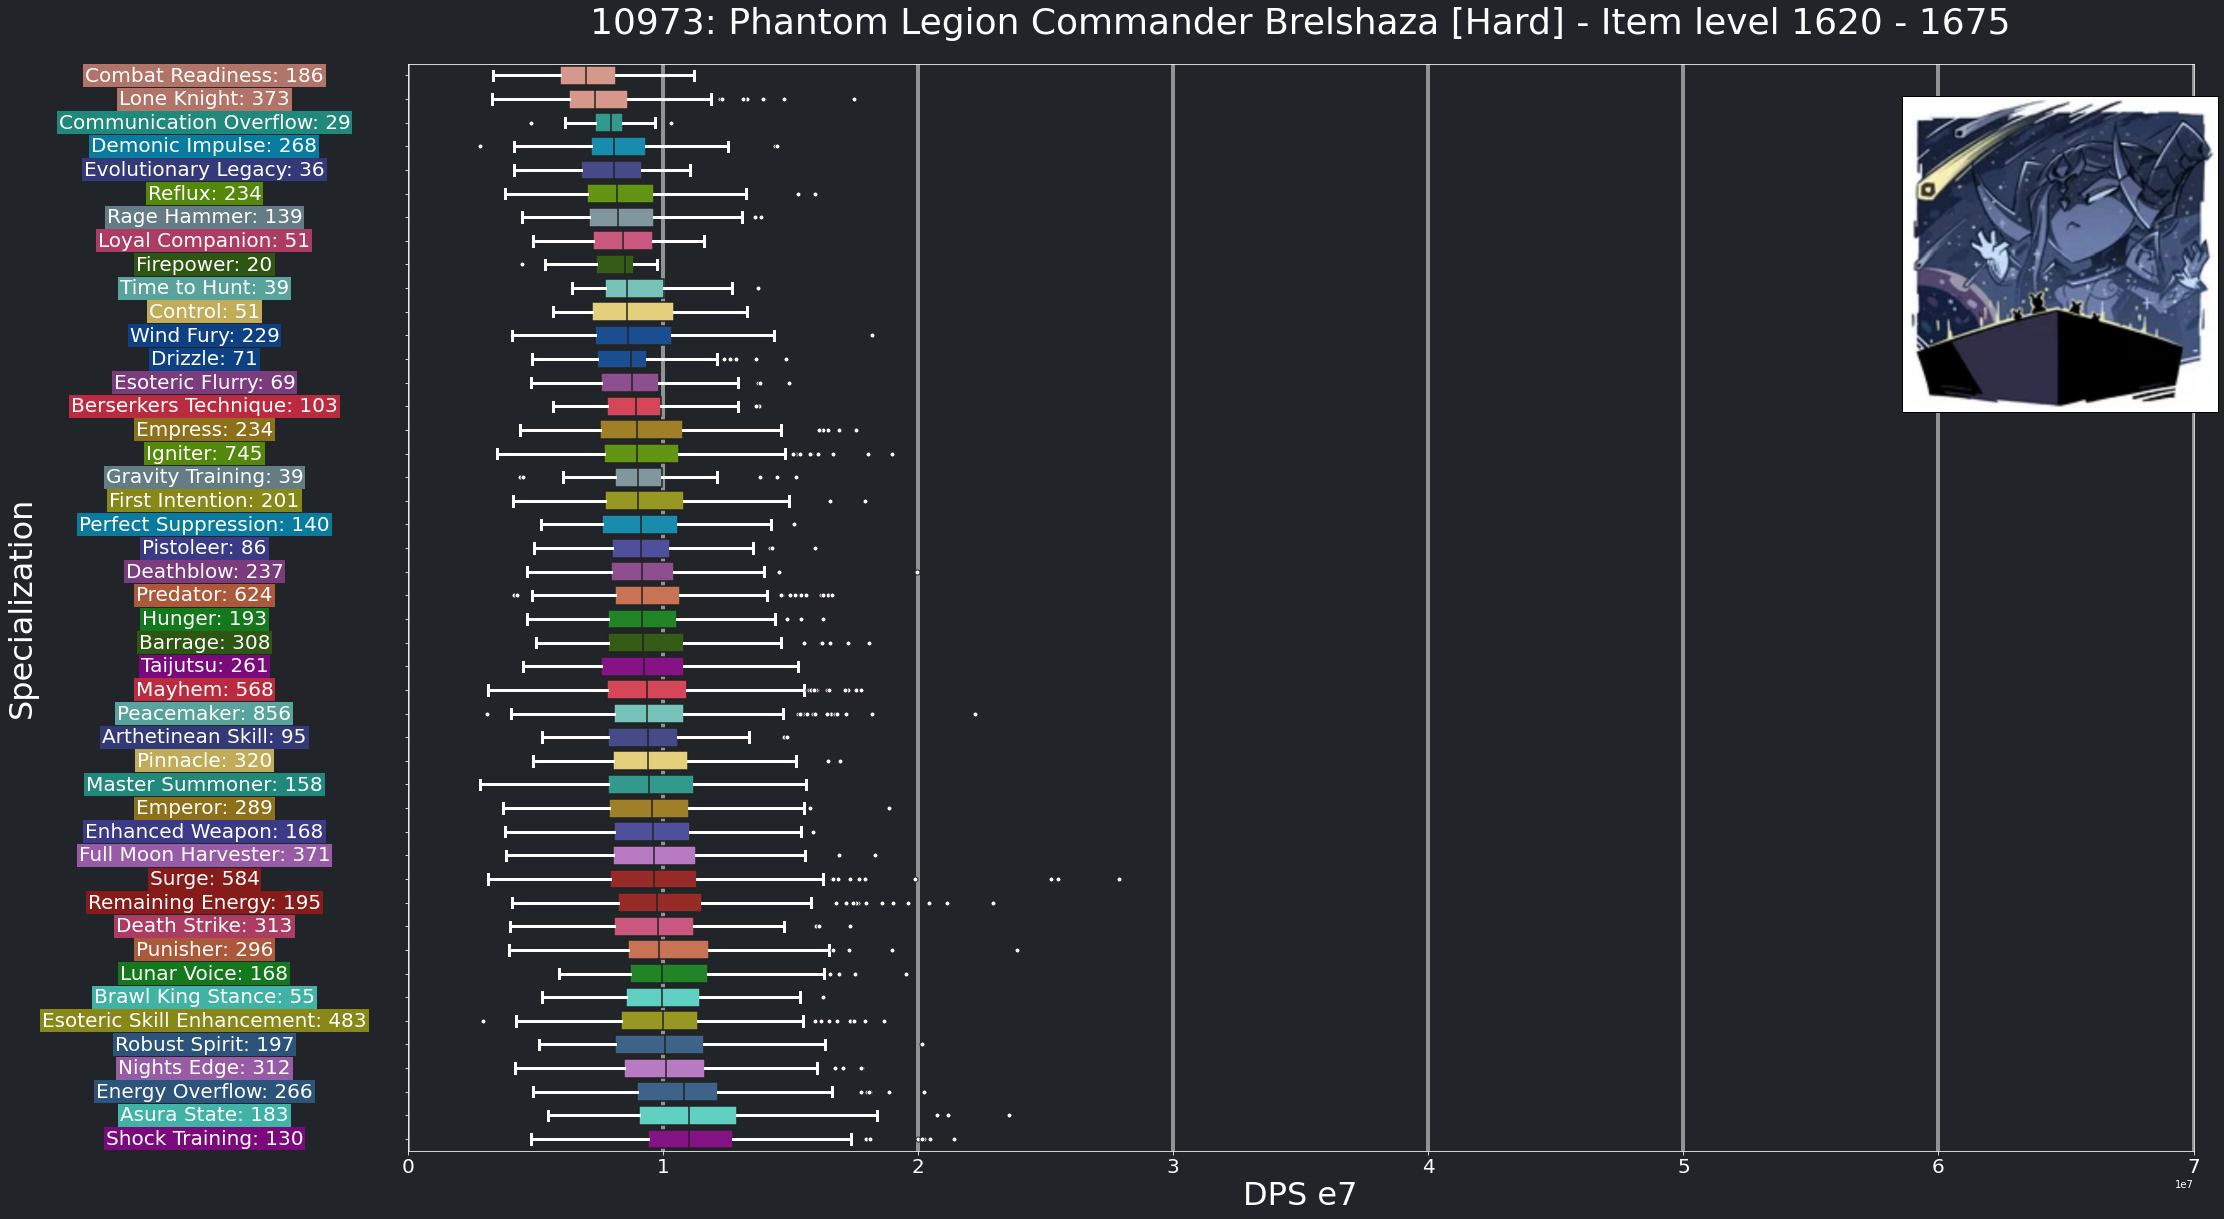 10973: Phantom Legion Commander Brelshaza [Hard] - Item level 1620 - 1675
Specialization
Combat Readiness: 186
Lone Knight: 373
Communication Overflow: 29
Demonic Impulse: 268
Evolutionary Legacy: 36
Reflux: 234
Rage Hammer: 139
Loyal Companion: 51
Firepower: 20
Time to Hunt: 39
Control: 51
Wind Fury: 229
Drizzle: 71
Esoteric Flurry: 69
Berserkers Technique: 103
Empress: 234
Igniter: 745
Gravity Training: 39
First Intention: 201
Perfect Suppression: 140
Pistoleer: 86
Deathblow: 237
Predator: 624
Hunger: 193
Barrage: 308
Taijutsu: 261
Mayhem: 568
Peacemaker: 856
Arthetinean Skill: 95
Pinnacle: 320
Master Summoner: 158
Emperor: 289
Enhanced Weapon: 168
Full Moon Harvester: 371
Surge: 584
Remaining Energy: 195
Death Strike: 313
Punisher: 296
Lunar Voice: 168
Brawl King Stance: 55
Esoteric Skill Enhancement: 483
Robust Spirit: 197
Nights Edge: 312
Energy Overflow: 266
Asura State: 183
Shock Training: 130
0 1 2 3 4 5 6 7
1e7
DPS e7